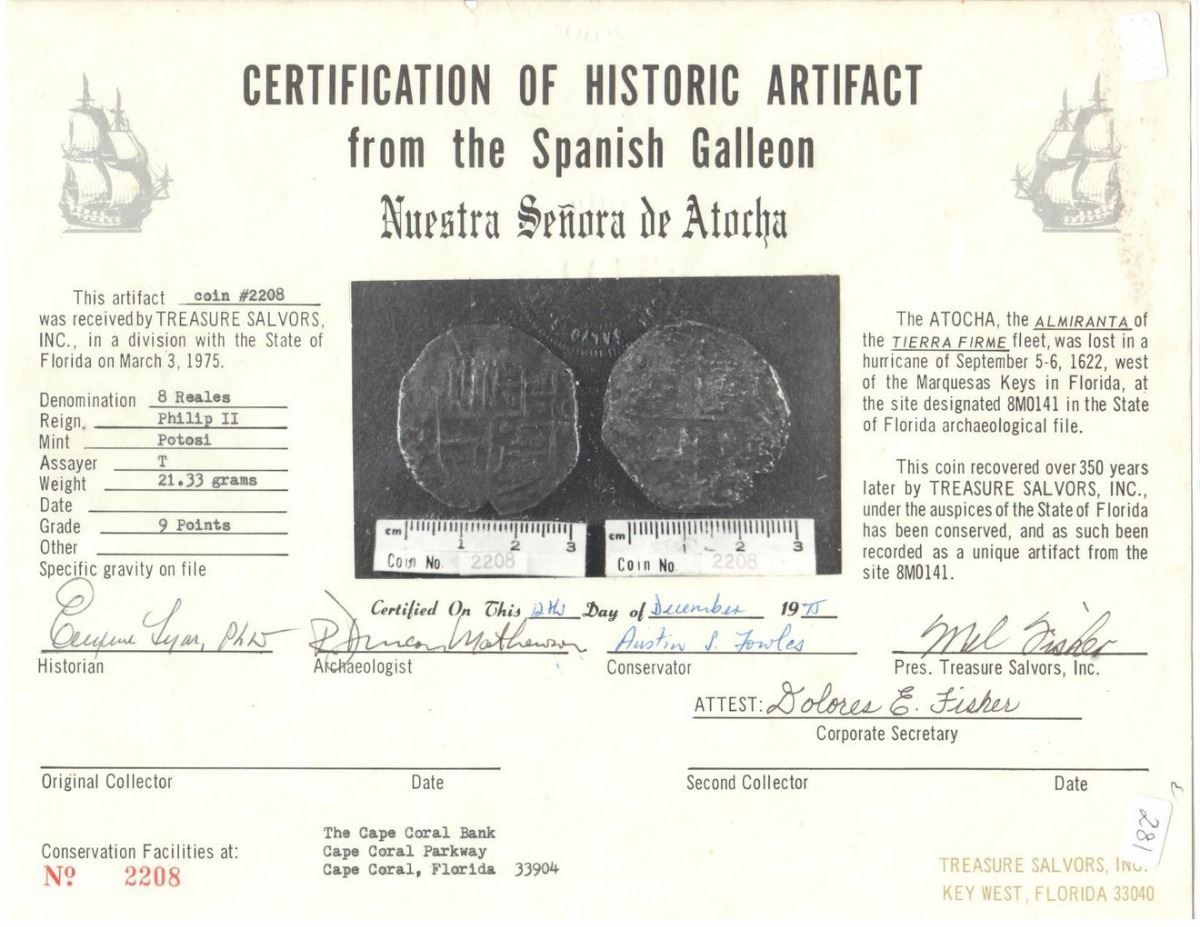 CERTIFICATION OF HISTORIC ARTIFACT
from the Spanish Galleon
Nuestra Señora de Atocha
This artifact coin #2208
was received by TREASURE SALVORS,
INC., in a division with the State of
Florida on March 3, 1975.
Denomination 8 Reales
Reign Philip II
Mint Potosi
Assayer T
Weight 21.33 grams
Date
Grade 9 Points
Other
Specific gravity on file
cm 1 2 3
Coin No. 2208
cm 1 2 3
Coin No. 2208
The ATOCHA, the ALMIRANTA of
the TIERRA FIRME fleet, was lost in a
hurricane of September 5-6, 1622, west
of the Marquesas Keys in Florida, at
the site designated 8MO141 in the State
of Florida archaeological file.
This coin recovered over 350 years
later by TREASURE SALVORS, INC.,
under the auspices of the State of Florida
has been conserved, and as such been
recorded as a unique artifact from the
site 8MO141.
Certified On This 12th Day of December 1975
Eugene Lyon, PhD
Historian
R. Duncan Mathewson
Archaeologist
Austin S. Fowles
Conservator
Mel Fisher
Pres. Treasure Salvors, Inc.
ATTEST: Dolores E. Fisher
Corporate Secretary
Original Collector Date
Second Collector Date
Conservation Facilities at:
Nº 2208
The Cape Coral Bank
Cape Coral Parkway
Cape Coral, Florida 33904
281
TREASURE SALVORS, INC.
KEY WEST, FLORIDA 33040